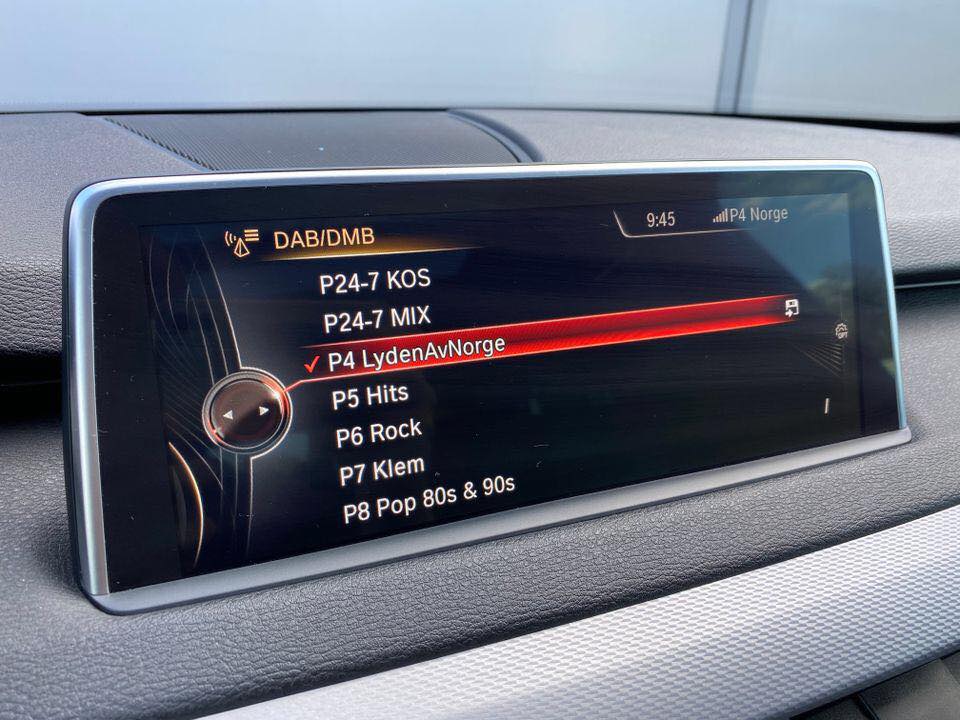 DAB/DMB
9:45
P4 Norge
P24-7 KOS
P24-7 MIX
P4 LydenAvNorge
P5 Hits
P6 Rock
P7 Klem
P8 Pop 80s & 90s
OPT